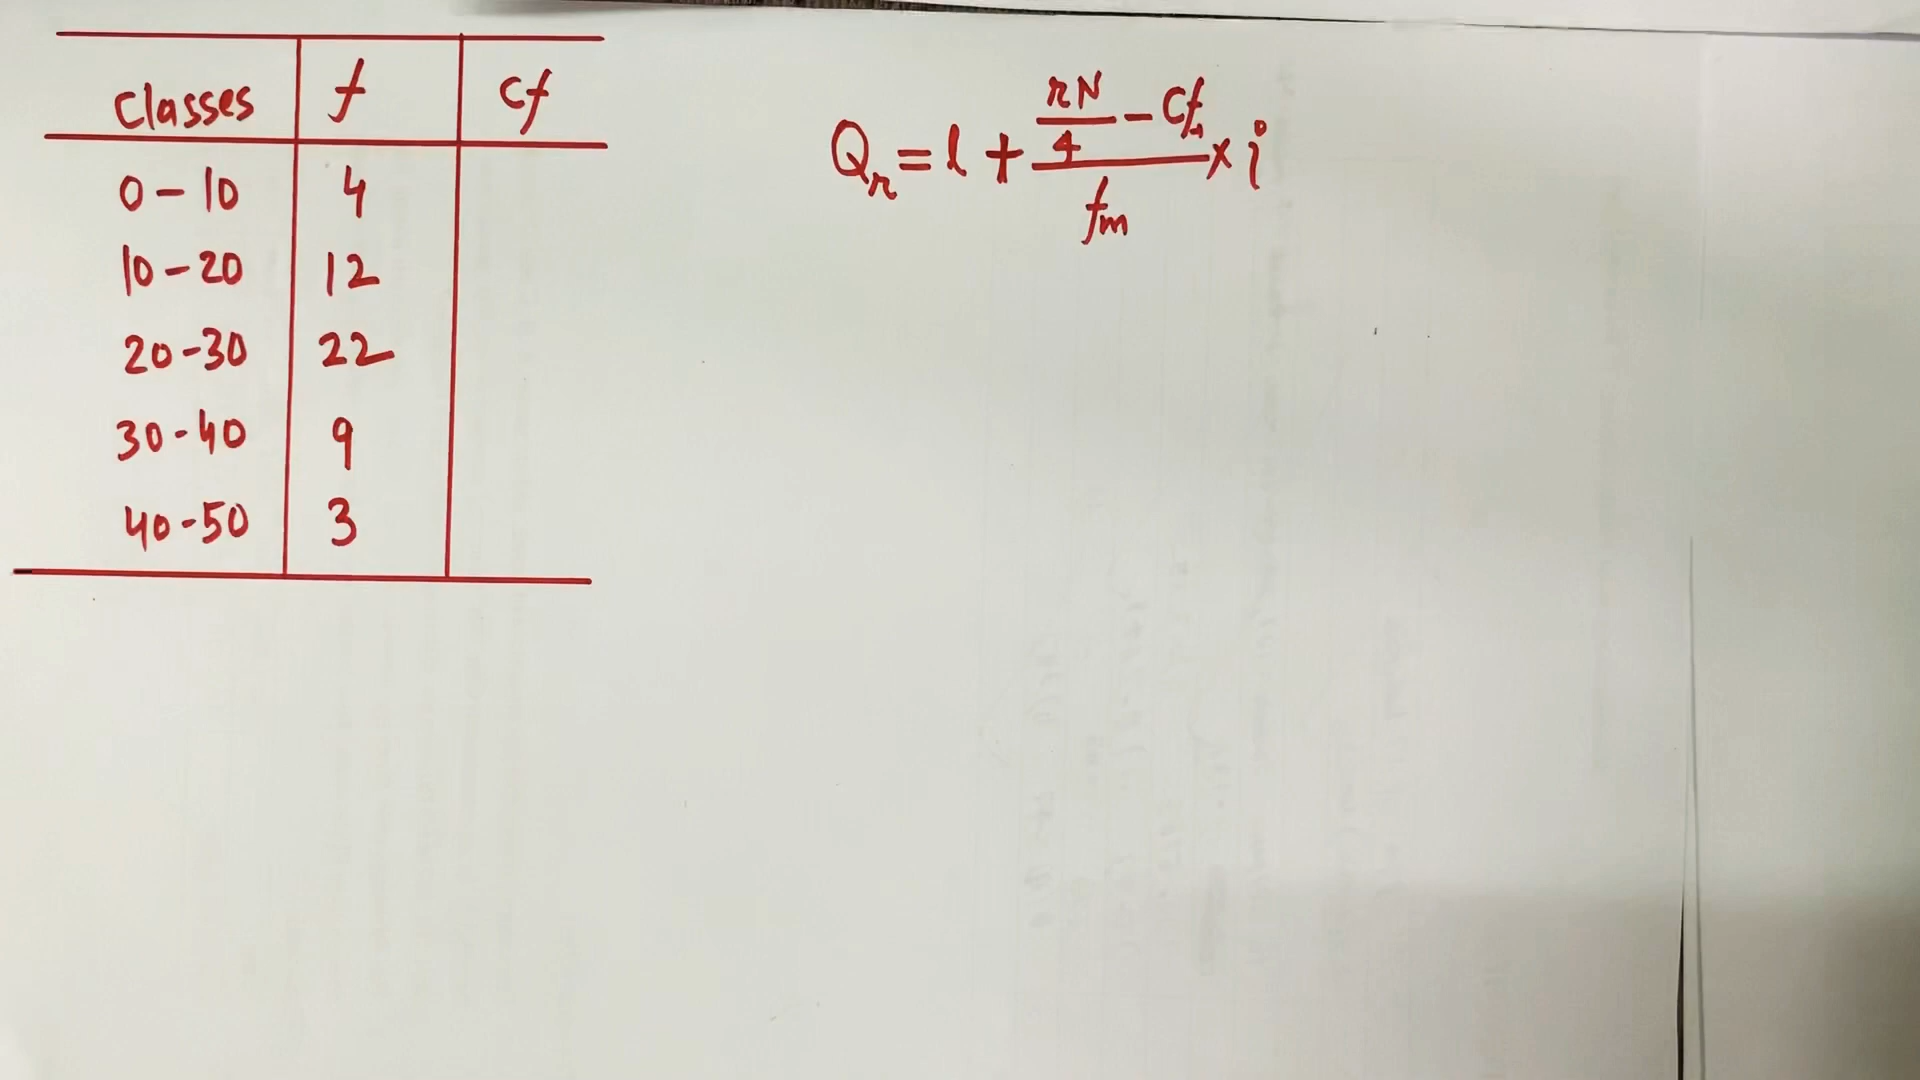 Classes f cf
0-10 4
10-20 12
20-30 22
30-40 9
40-50 3
Qr = l + (rN/4 - Cf)/fm × i